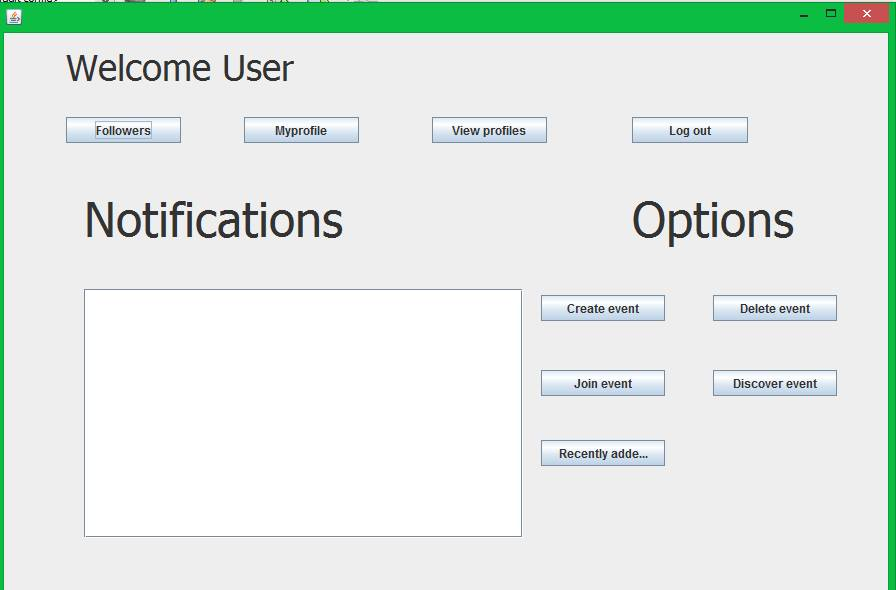 Welcome User
Followers Myprofile View profiles Log out
Notifications Options
Create event Delete event
Join event Discover event
Recently adde...